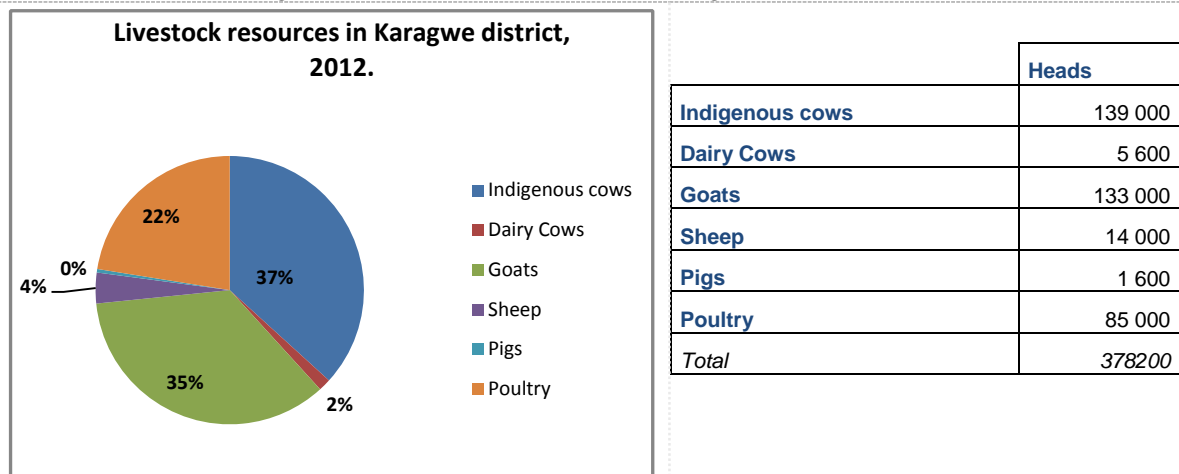 Livestock resources in Karagwe district,
2012.
22%
37%
0%
4%
35%
2%
Indigenous cows
Dairy Cows
Goats
Sheep
Pigs
Poultry
Heads
Indigenous cows 139 000
Dairy Cows 5 600
Goats 133 000
Sheep 14 000
Pigs 1 600
Poultry 85 000
Total 378200